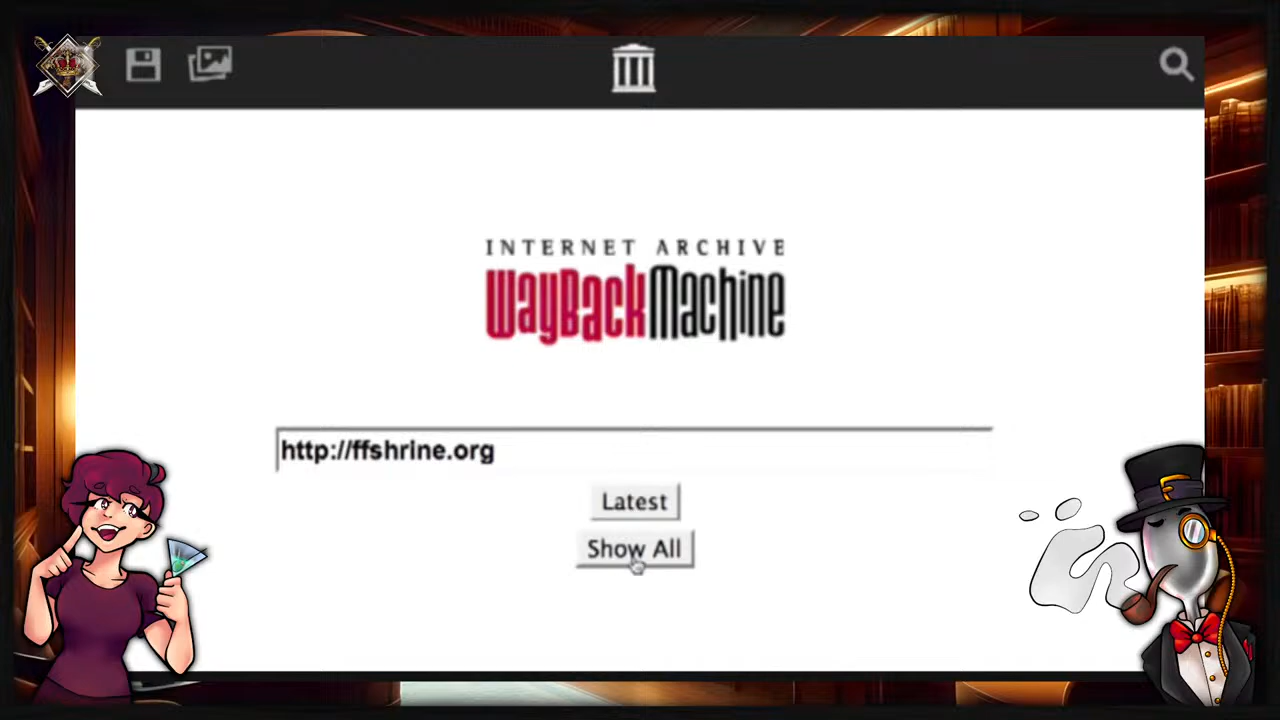 INTERNET ARCHIVE
WayBackMachine
http://ffshrine.org
Latest
Show All